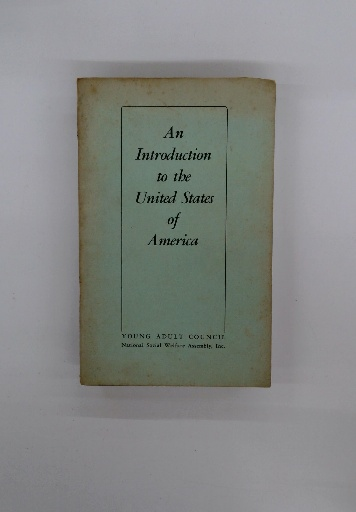 An
Introduction
to the
United States
of
America
YOUNG ADULT COUNCIL
National Social Welfare Assembly, Inc.